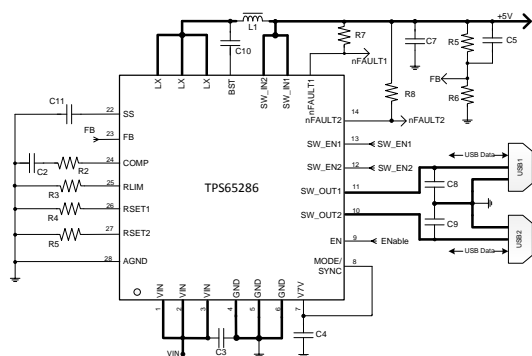 +5V
L1
C10
R7
nFAULT1
C7
R5
C5
FB
R6
R8
LX
LX
LX
BST
SW_IN2
SW_IN1
nFAULT1
C11
22
SS
FB
23
FB
C2
R2
24
COMP
R3
25
RLIM
R4
26
RSET1
R5
27
RSET2
28
AGND
TPS65286
nFAULT2
14
nFAULT2
SW_EN1
13
SW_EN1
SW_EN2
12
SW_EN2
SW_OUT1
11
SW_OUT2
10
EN
9
ENable
MODE/
SYNC
8
USB Data
USB1
C8
C9
USB Data
USB2
VIN
VIN
VIN
GND
GND
GND
V7V
1
2
3
4
5
6
7
VIN
C3
C4